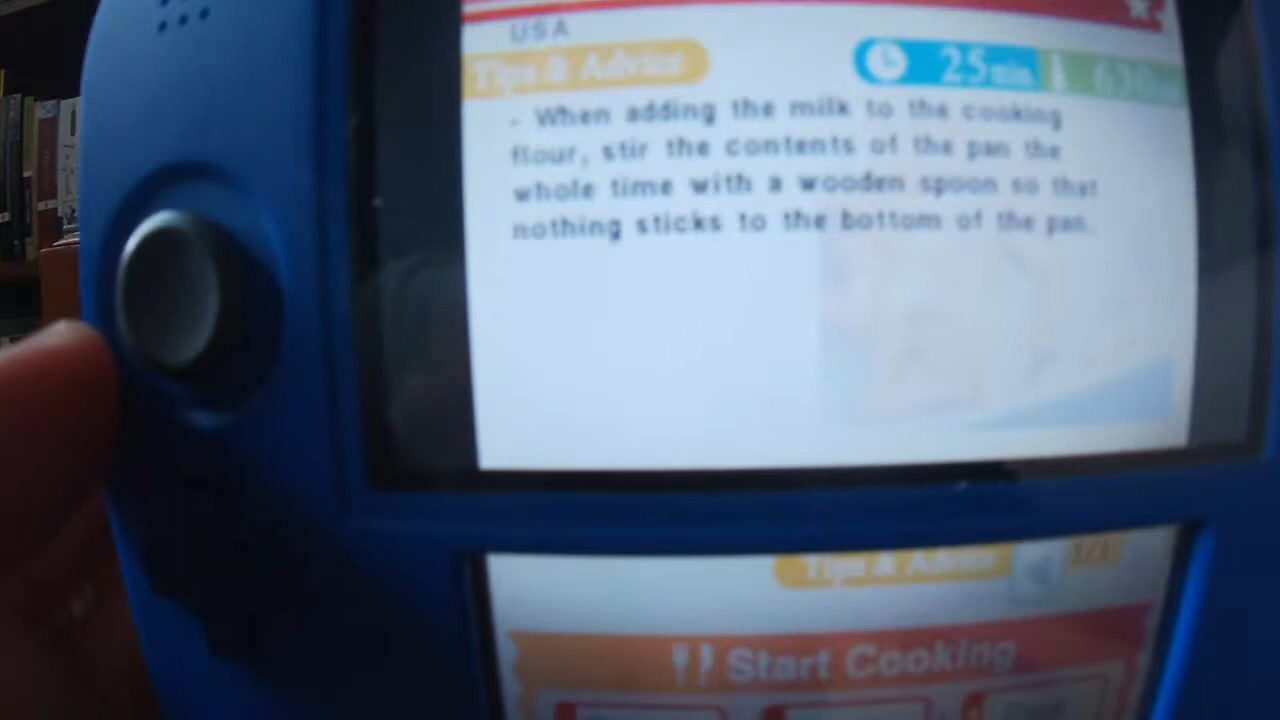 USA
Tips & Advice
25min.
- When adding the milk to the cooking
flour, stir the contents of the pan the
whole time with a wooden spoon so that
nothing sticks to the bottom of the pan.
Tips & Advice
1/1
Start Cooking